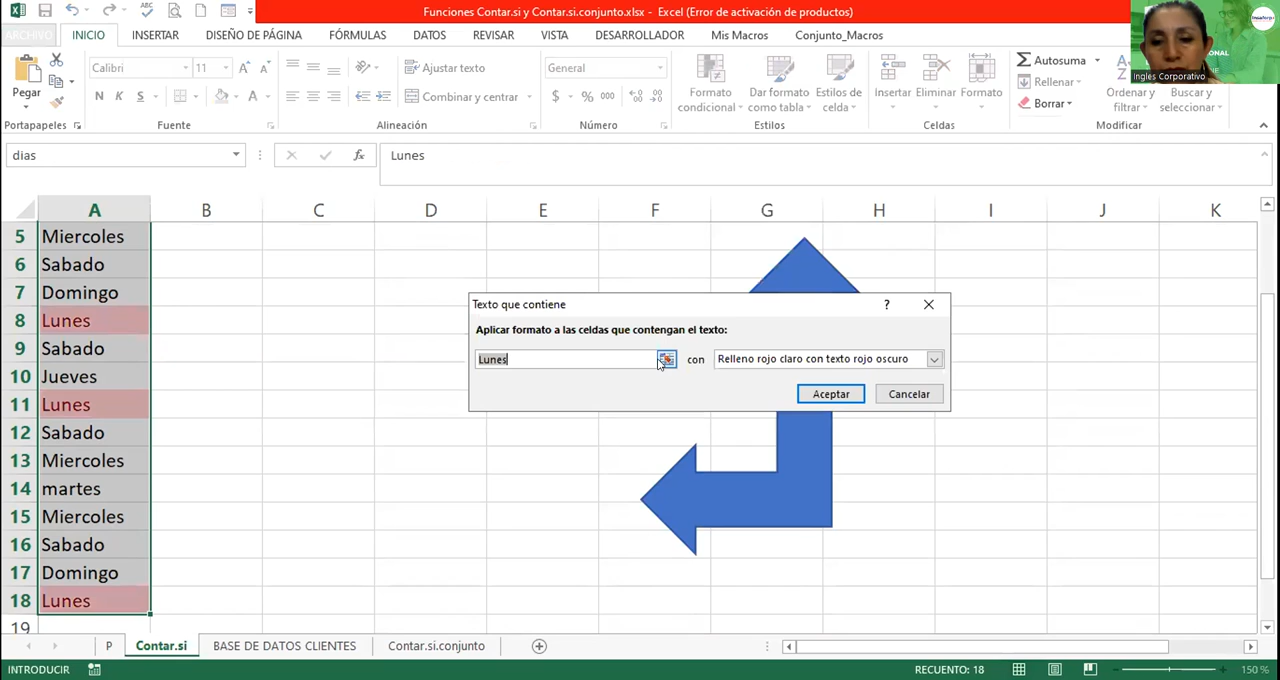 Funciones Contar.si y Contar.si.conjunto.xlsx - Excel (Error de activación de productos)
ARCHIVO INICIO INSERTAR DISEÑO DE PÁGINA FÓRMULAS DATOS REVISAR VISTA DESARROLLADOR Mis Macros Conjunto_Macros
Ingles Corporativo
Pegar
Calibri 11
N K S
Ajustar texto
Combinar y centrar
General
$ % 000
Formato condicional
Dar formato como tabla
Estilos de celda
Insertar Eliminar Formato
Autosuma
Rellenar
Borrar
Ordenar y filtrar
Buscar y seleccionar
Portapapeles Fuente Alineación Número Estilos Celdas Modificar
dias fx Lunes
A B C D E F G H I J K
5 Miercoles
6 Sabado
7 Domingo
8 Lunes
9 Sabado
10 Jueves
11 Lunes
12 Sabado
13 Miercoles
14 martes
15 Miercoles
16 Sabado
17 Domingo
18 Lunes
19
Texto que contiene ?
Aplicar formato a las celdas que contengan el texto:
Lunes con Relleno rojo claro con texto rojo oscuro
Aceptar Cancelar
P Contar.si BASE DE DATOS CLIENTES Contar.si.conjunto
INTRODUCIR RECUENTO: 18 150 %